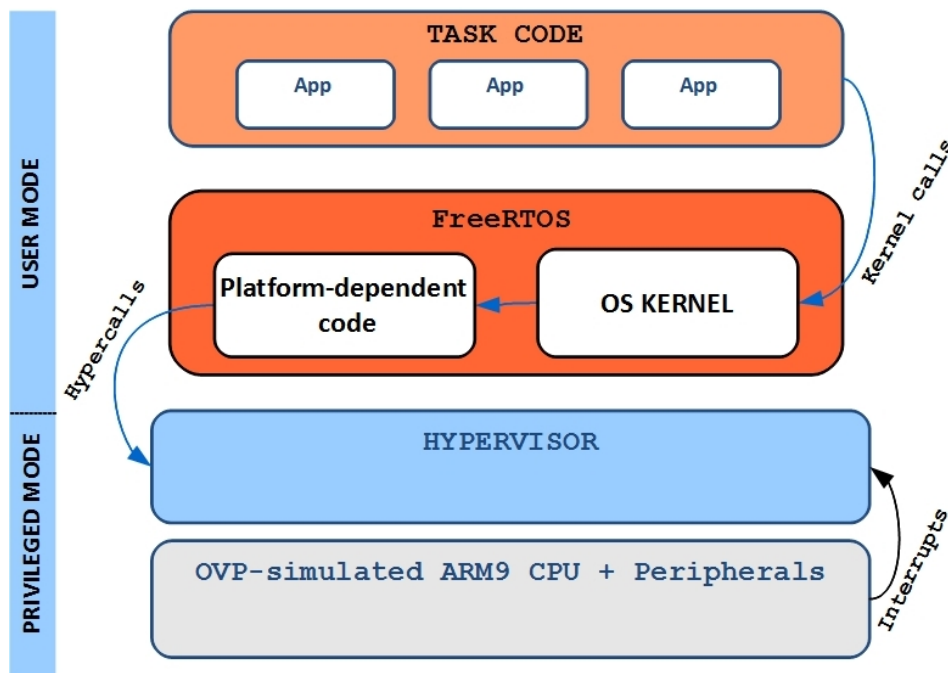 TASK CODE
App
App
App
USER MODE
Kernel calls
FreeRTOS
Platform-dependent
code
OS KERNEL
Hypercalls
HYPERVISOR
PRIVILEGED MODE
Interrupts
OVP-simulated ARM9 CPU + Peripherals